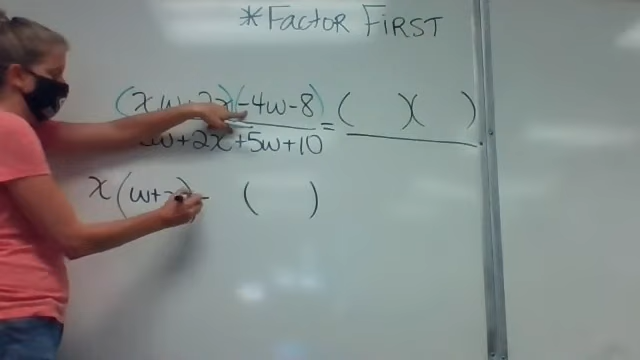 *FACTOR FIRST
(xw+2x)(-4w-8) = ( )( )
w+2x+5w+10
x(w+ - ( )